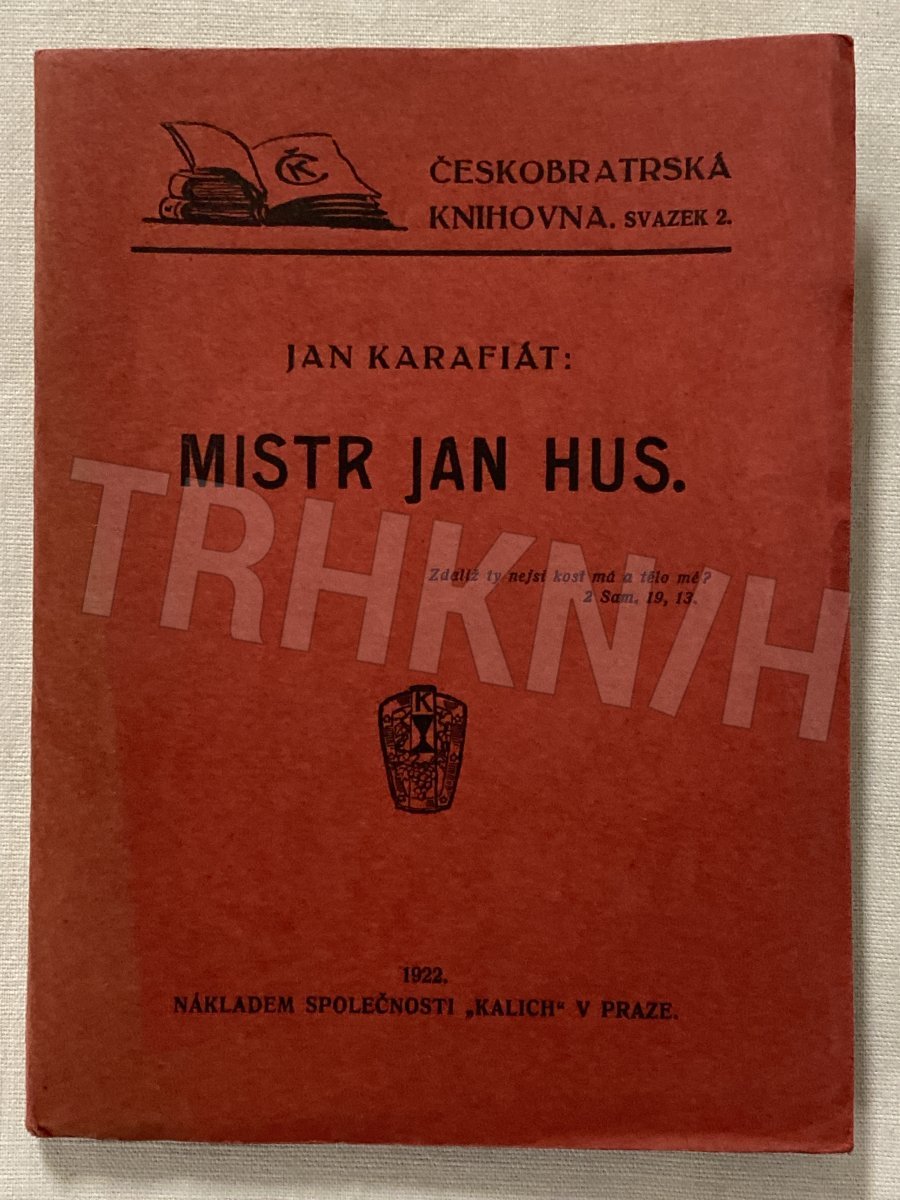 ČK
ČESKOBRATRSKÁ
KNIHOVNA. SVAZEK 2.
JAN KARAFIÁT:
MISTR JAN HUS.
TRHKNIH
Zdaliž ty nejsi kost má a tělo mé?
2 Sam. 19, 13.
K
1922.
NÁKLADEM SPOLEČNOSTI „KALICH“ V PRAZE.